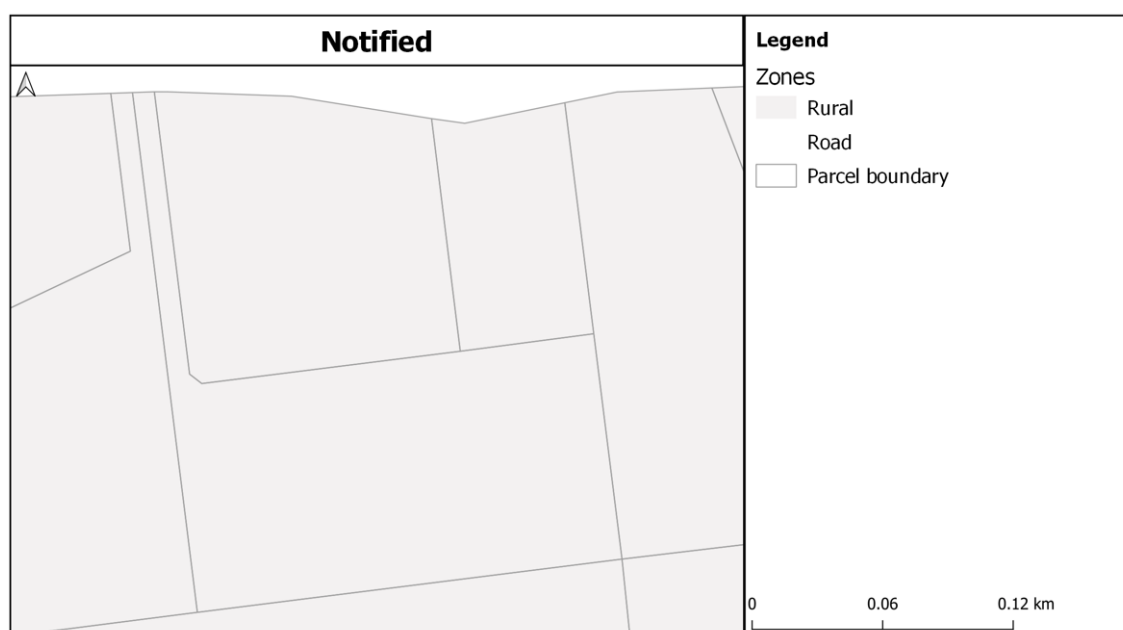 Notified
Legend
Zones
Rural
Road
Parcel boundary
0 0.06 0.12 km